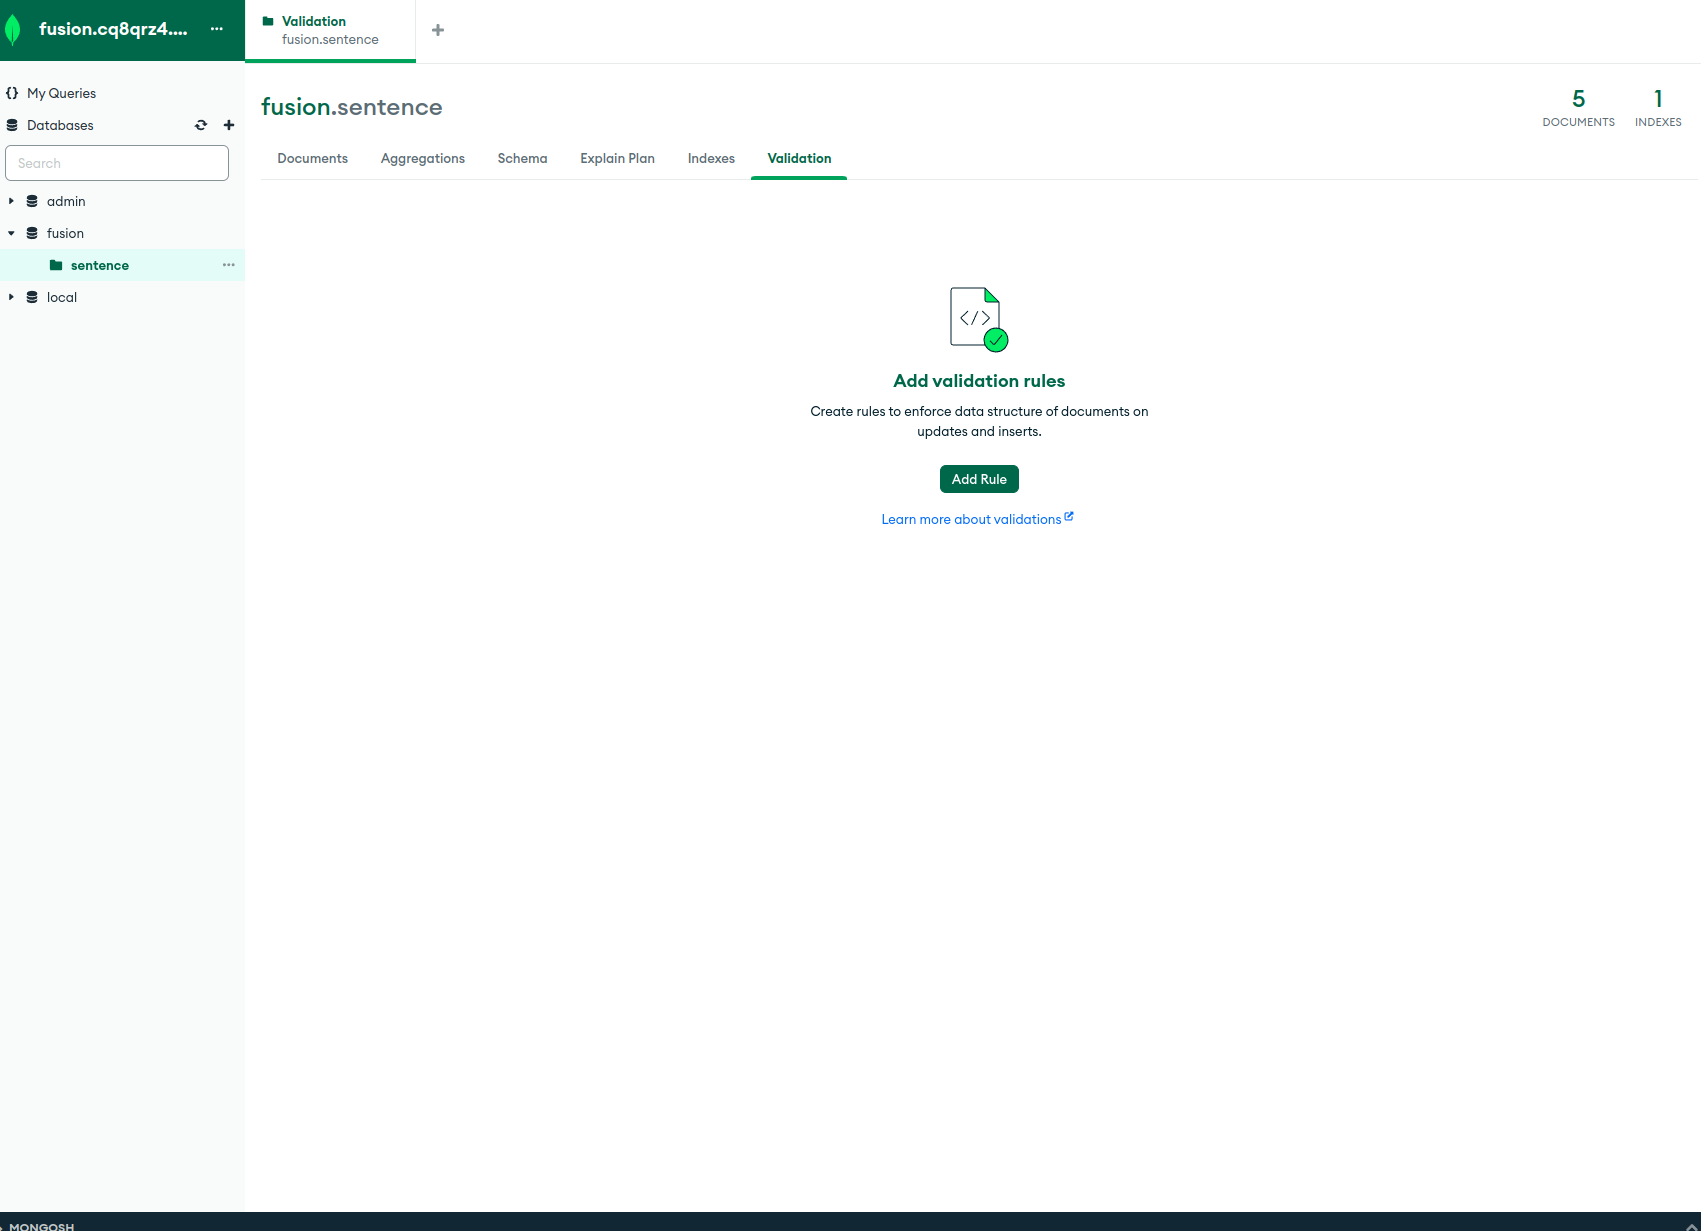 fusion.cq8qrz4....
Validation
fusion.sentence
My Queries
Databases
Search
admin
fusion
sentence
local
fusion.sentence
5
DOCUMENTS
1
INDEXES
Documents
Aggregations
Schema
Explain Plan
Indexes
Validation
</>
Add validation rules
Create rules to enforce data structure of documents on
updates and inserts.
Add Rule
Learn more about validations
MONGOSH